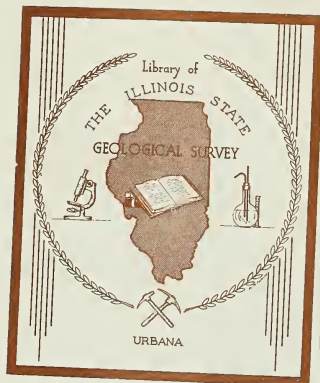 Library of
THE ILLINOIS STATE
GEOLOGICAL SURVEY
URBANA